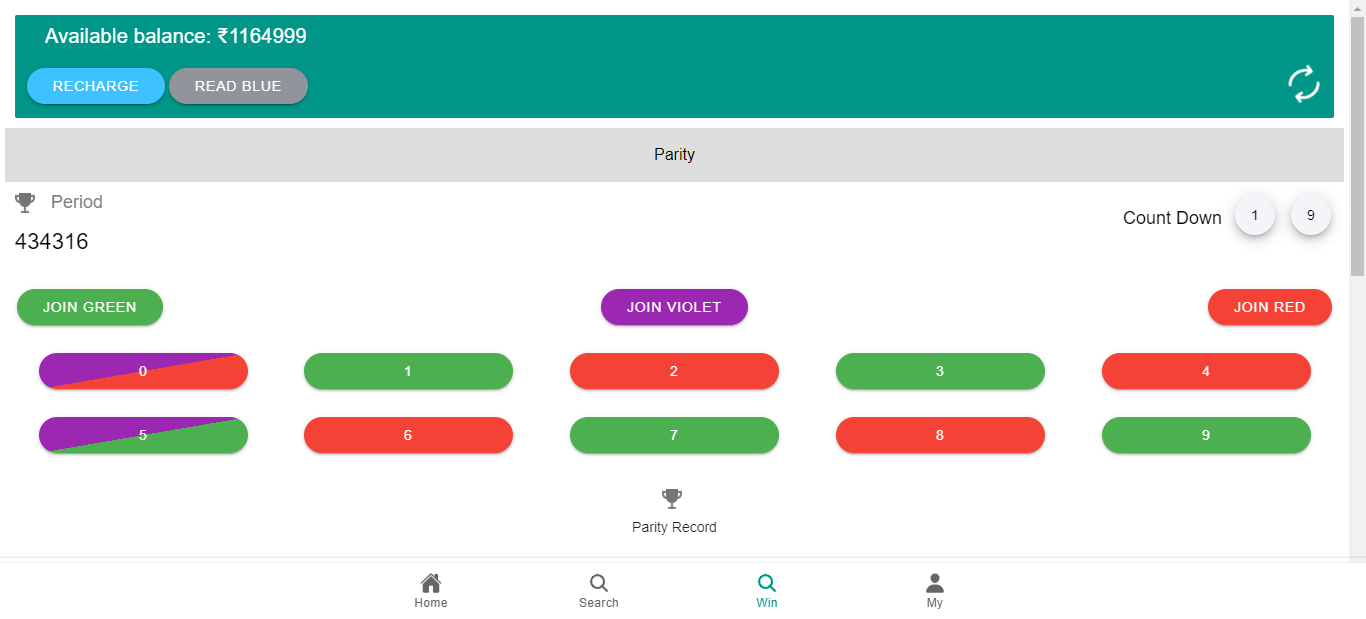 Available balance: ₹1164999
RECHARGE READ BLUE
Parity
Period
Count Down 1 9
434316
JOIN GREEN JOIN VIOLET JOIN RED
0 1 2 3 4
5 6 7 8 9
Parity Record
Home Search Win My